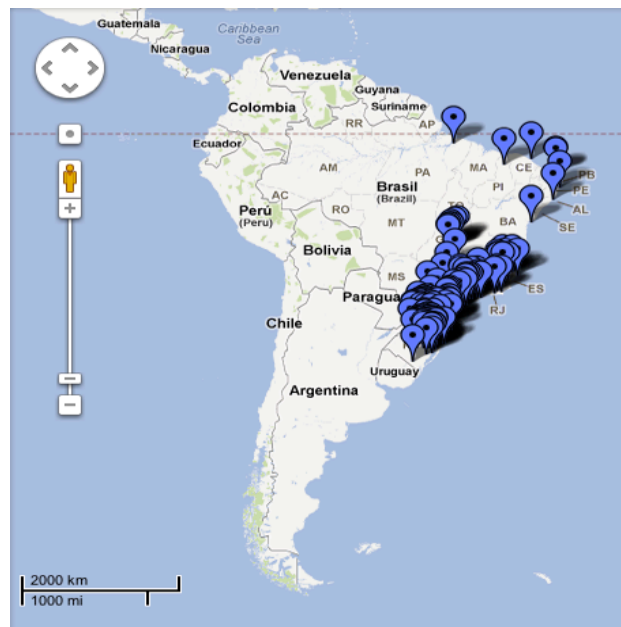 Guatemala
Caribbean
Sea
Nicaragua
Venezuela
Guyana
Suriname
Colombia
RR
AP
Ecuador
AM
PA
MA
CE
Brasil
(Brazil)
PI
PB
PE
AC
RO
TO
AL
Perú
(Peru)
MT
BA
SE
Bolivia
MS
ES
Paragua
RJ
Chile
Uruguay
Argentina
2000 km
1000 mi